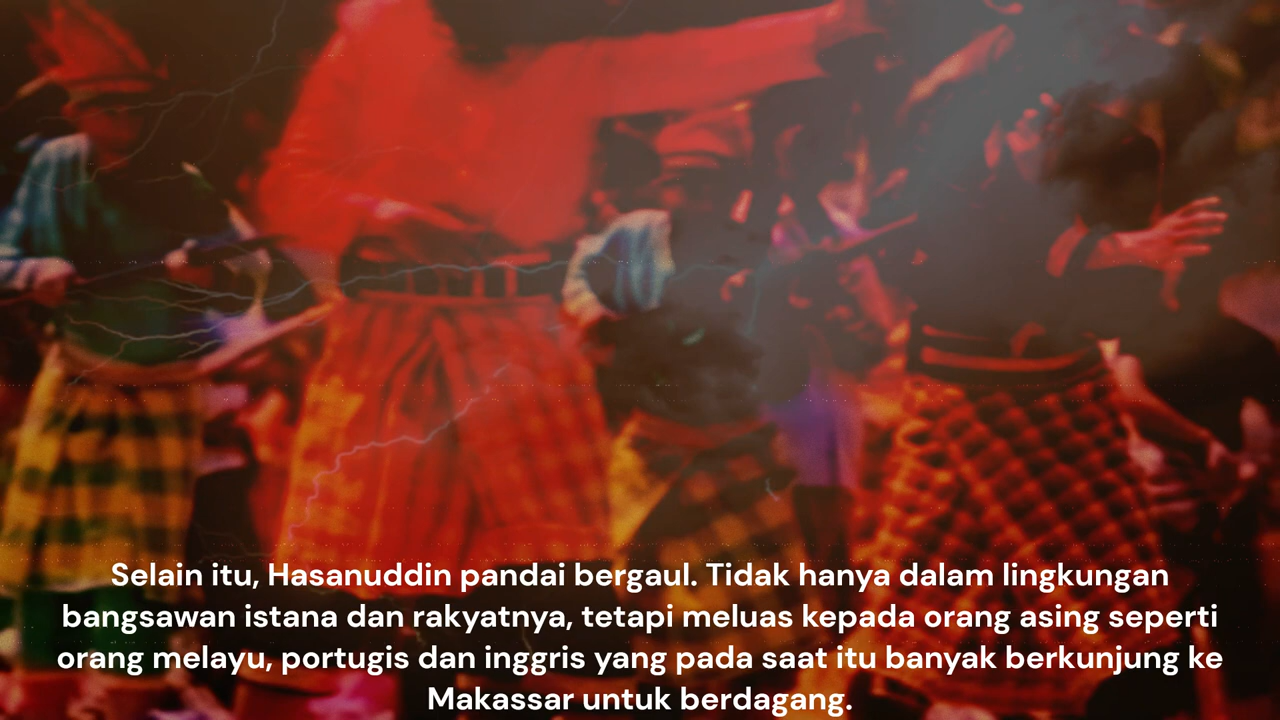 Selain itu, Hasanuddin pandai bergaul. Tidak hanya dalam lingkungan
bangsawan istana dan rakyatnya, tetapi meluas kepada orang asing seperti
orang melayu, portugis dan inggris yang pada saat itu banyak berkunjung ke
Makassar untuk berdagang.